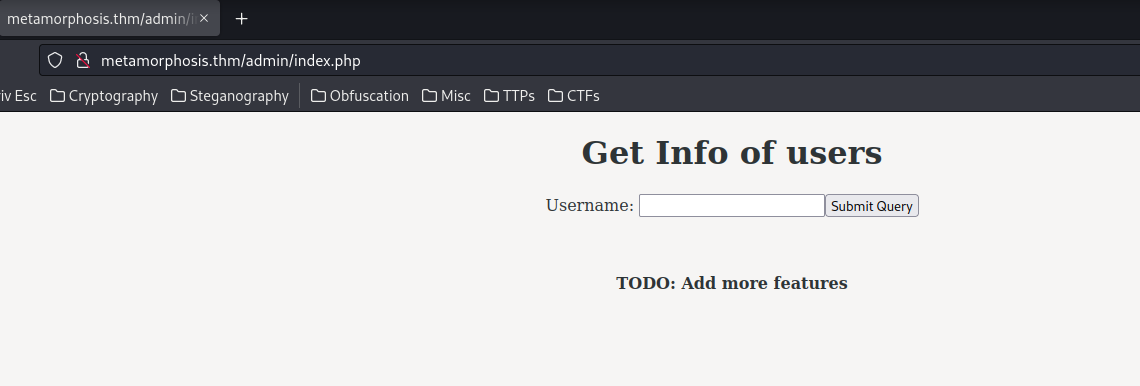 metamorphosis.thm/admin/i
metamorphosis.thm/admin/index.php
iv Esc Cryptography Steganography Obfuscation Misc TTPs CTFs
Get Info of users
Username: Submit Query
TODO: Add more features